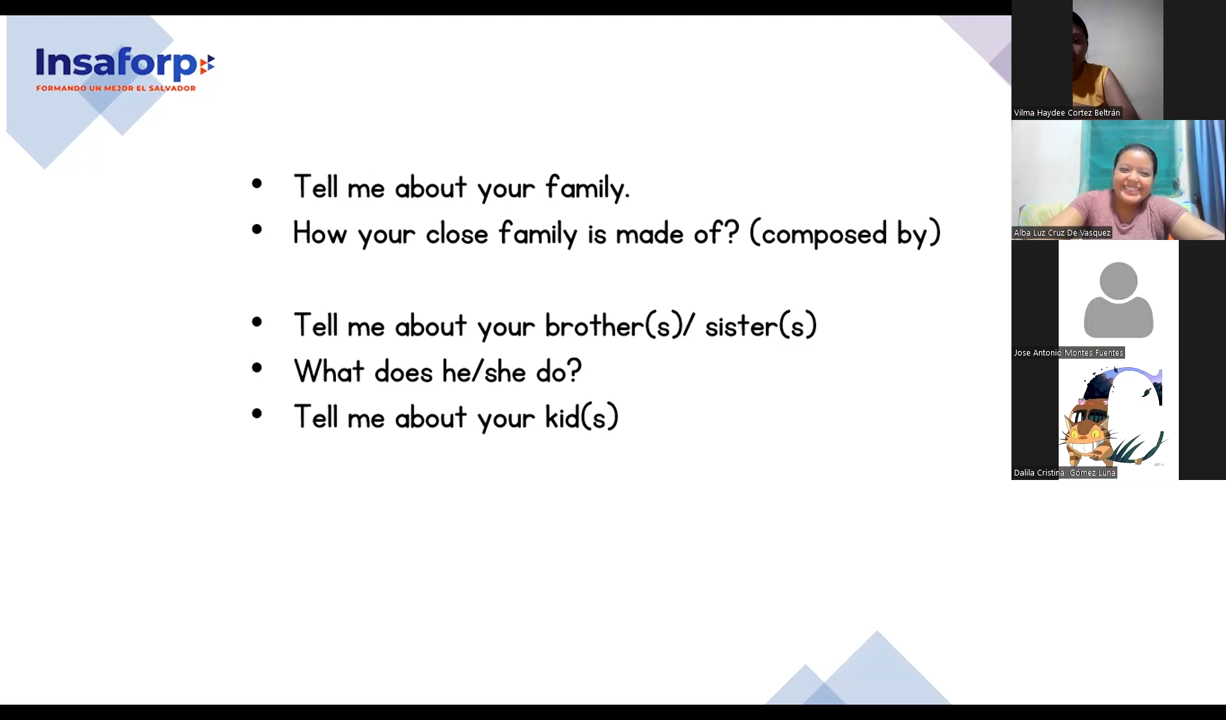 Insaforp
FORMANDO UN MEJOR EL SALVADOR
• Tell me about your family.
• How your close family is made of? (composed by)
• Tell me about your brother(s)/ sister(s)
• What does he/she do?
• Tell me about your kid(s)
Vilma Haydee Cortez Beltrán
Alba Luz Cruz De Vasquez
Jose Antonio Montes Fuentes
Dalila Cristina Gómez Luna